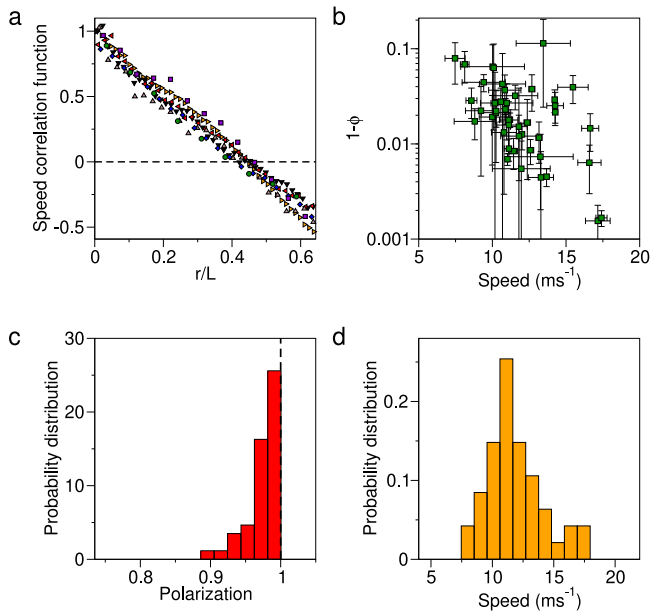 a
Speed correlation function
1
0.5
0
-0.5
0
0.2
0.4
0.6
r/L
b
1-ϕ
0.1
0.01
0.001
5
10
15
20
Speed (ms⁻¹)
c
Probability distribution
30
20
10
0
0.8
0.9
1
Polarization
d
Probability distribution
0.2
0.1
0
5
10
15
20
Speed (ms⁻¹)